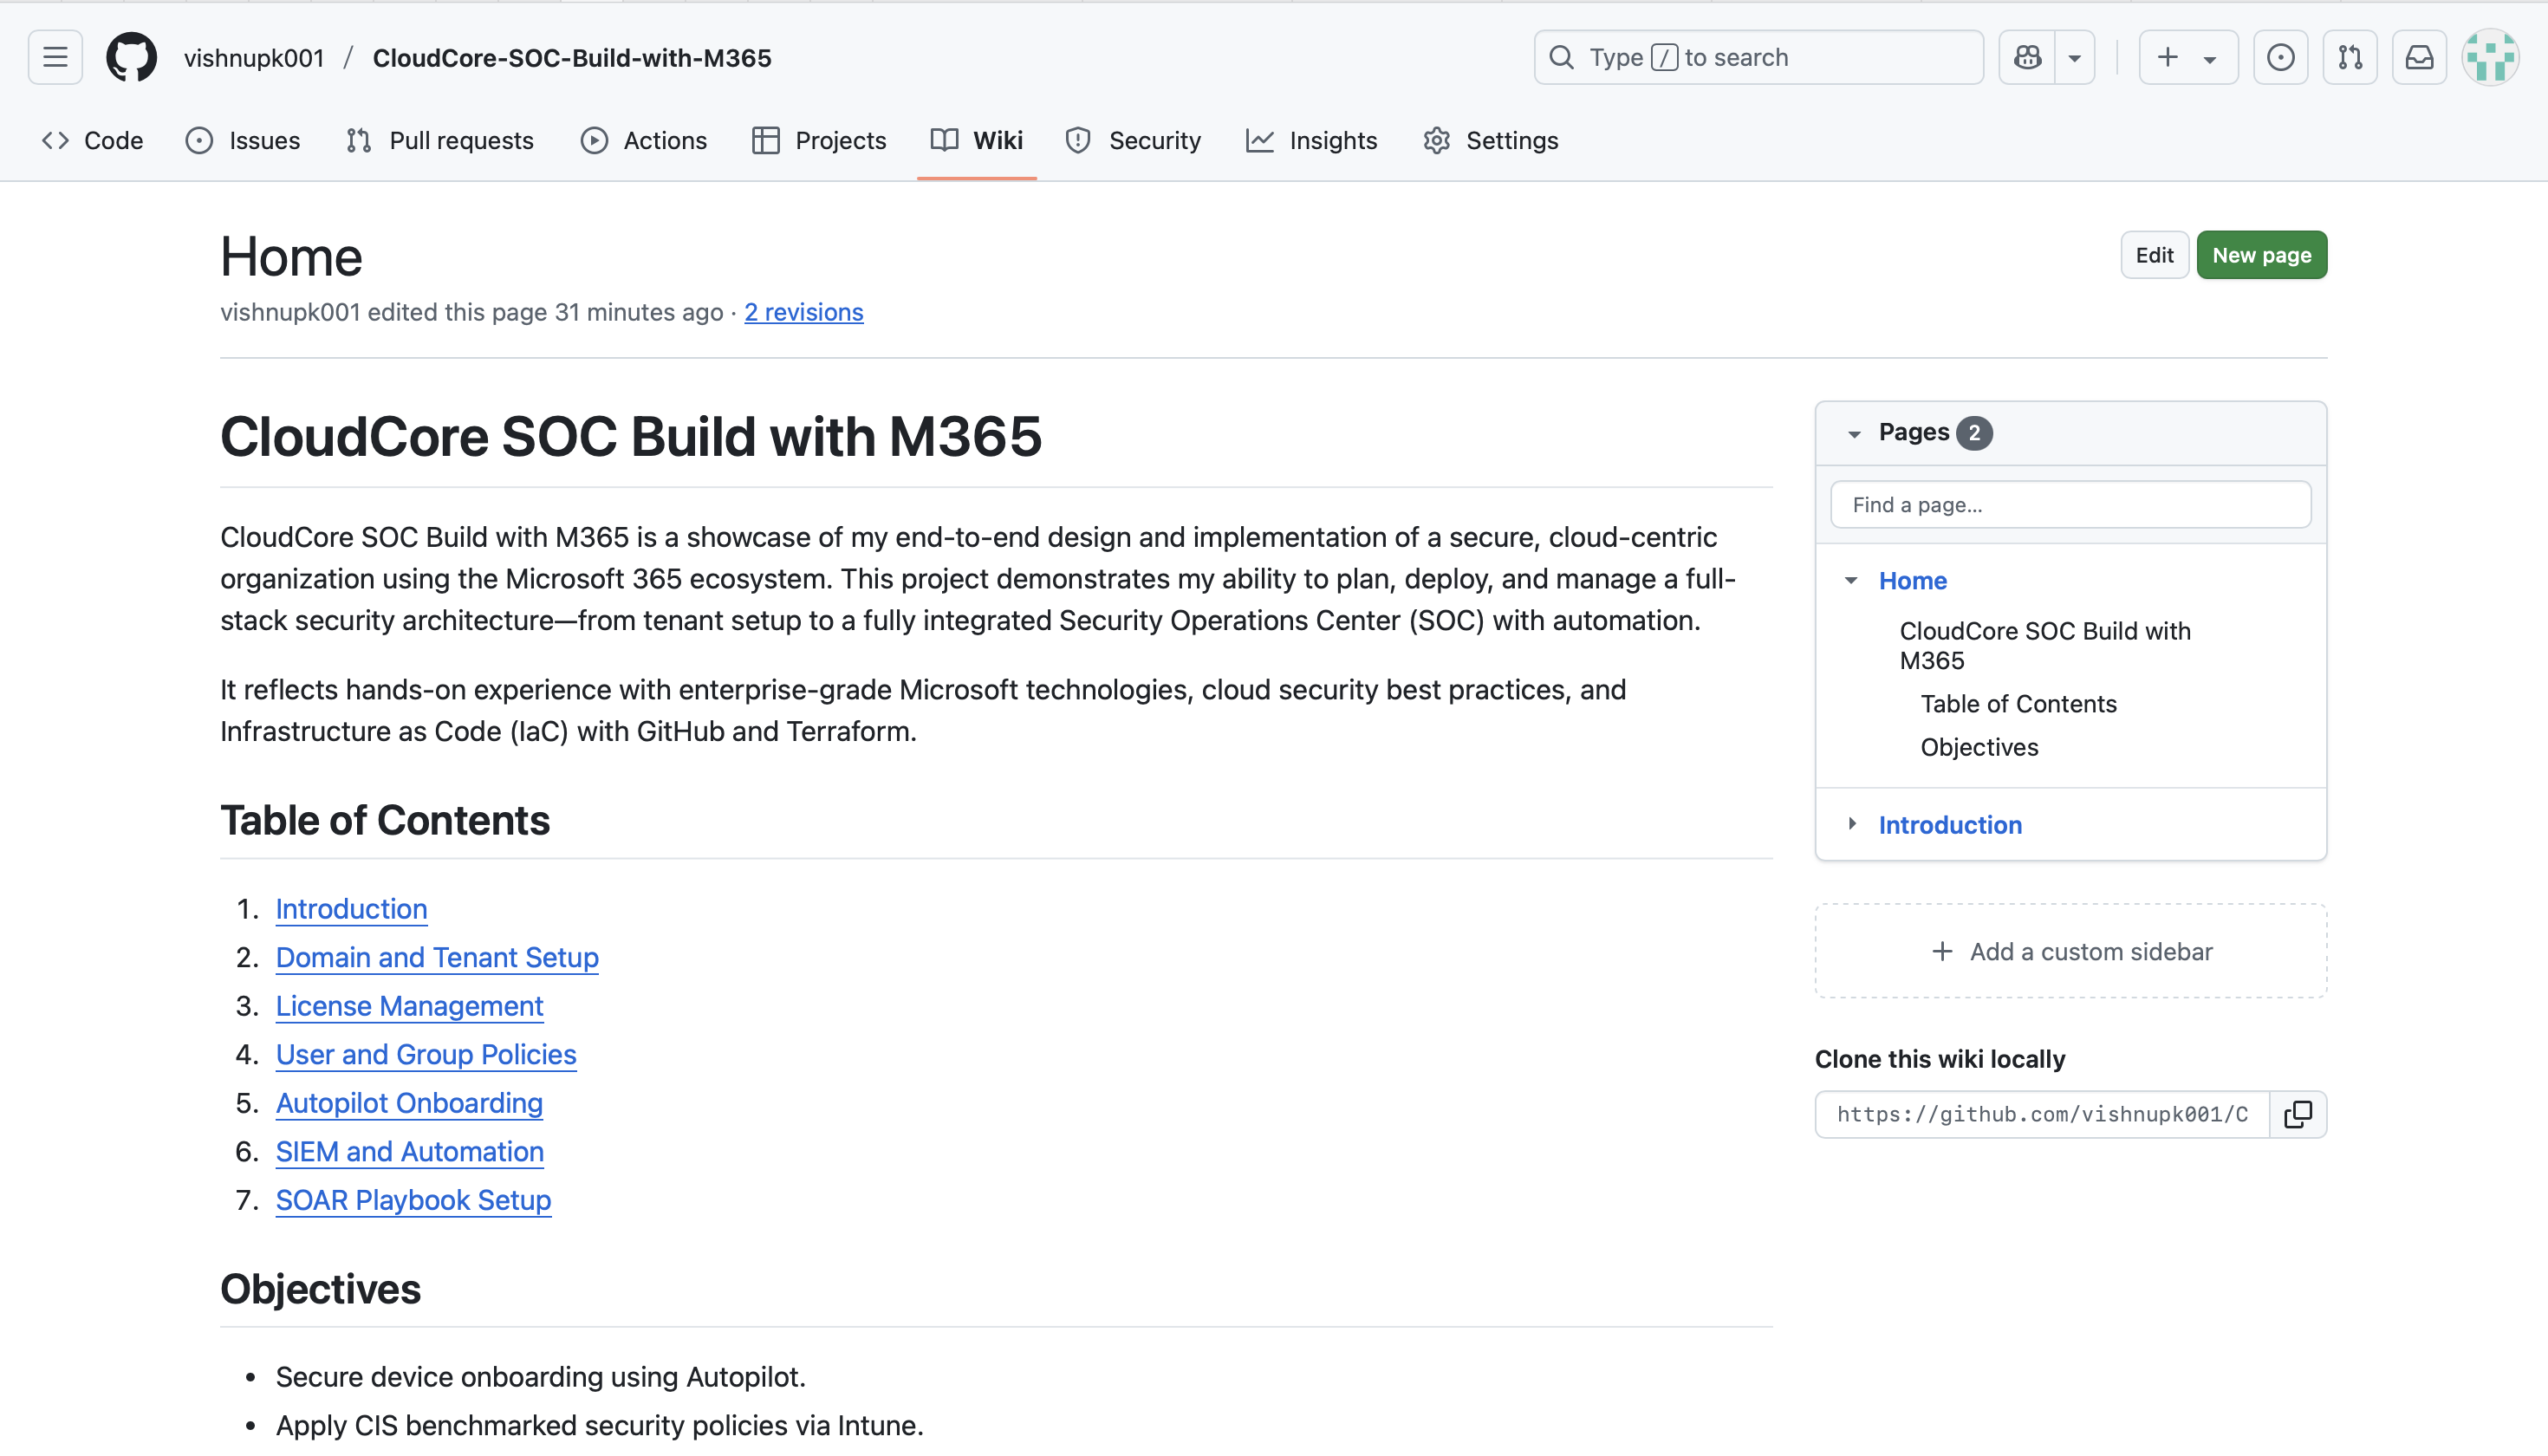 vishnupk001 / CloudCore-SOC-Build-with-M365
Type / to search
Code
Issues
Pull requests
Actions
Projects
Wiki
Security
Insights
Settings
Home
Edit
New page
vishnupk001 edited this page 31 minutes ago · 2 revisions
CloudCore SOC Build with M365
CloudCore SOC Build with M365 is a showcase of my end-to-end design and implementation of a secure, cloud-centric
organization using the Microsoft 365 ecosystem. This project demonstrates my ability to plan, deploy, and manage a full-
stack security architecture—from tenant setup to a fully integrated Security Operations Center (SOC) with automation.
It reflects hands-on experience with enterprise-grade Microsoft technologies, cloud security best practices, and
Infrastructure as Code (IaC) with GitHub and Terraform.
Table of Contents
1. Introduction
2. Domain and Tenant Setup
3. License Management
4. User and Group Policies
5. Autopilot Onboarding
6. SIEM and Automation
7. SOAR Playbook Setup
Objectives
• Secure device onboarding using Autopilot.
• Apply CIS benchmarked security policies via Intune.
Pages 2
Find a page...
Home
CloudCore SOC Build with
M365
Table of Contents
Objectives
Introduction
+ Add a custom sidebar
Clone this wiki locally
https://github.com/vishnupk001/C